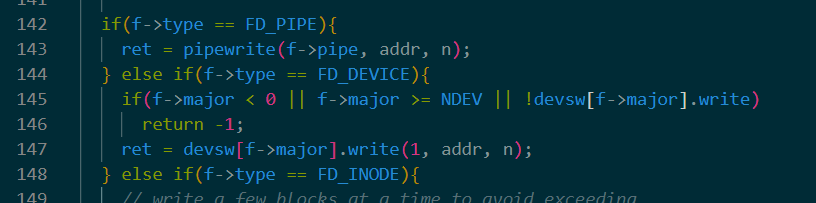 142 if(f->type == FD_PIPE){
143 ret = pipewrite(f->pipe, addr, n);
144 } else if(f->type == FD_DEVICE){
145 if(f->major < 0 || f->major >= NDEV || !devsw[f->major].write)
146 return -1;
147 ret = devsw[f->major].write(1, addr, n);
148 } else if(f->type == FD_INODE){
149 // write a few blocks at a time to avoid exceeding